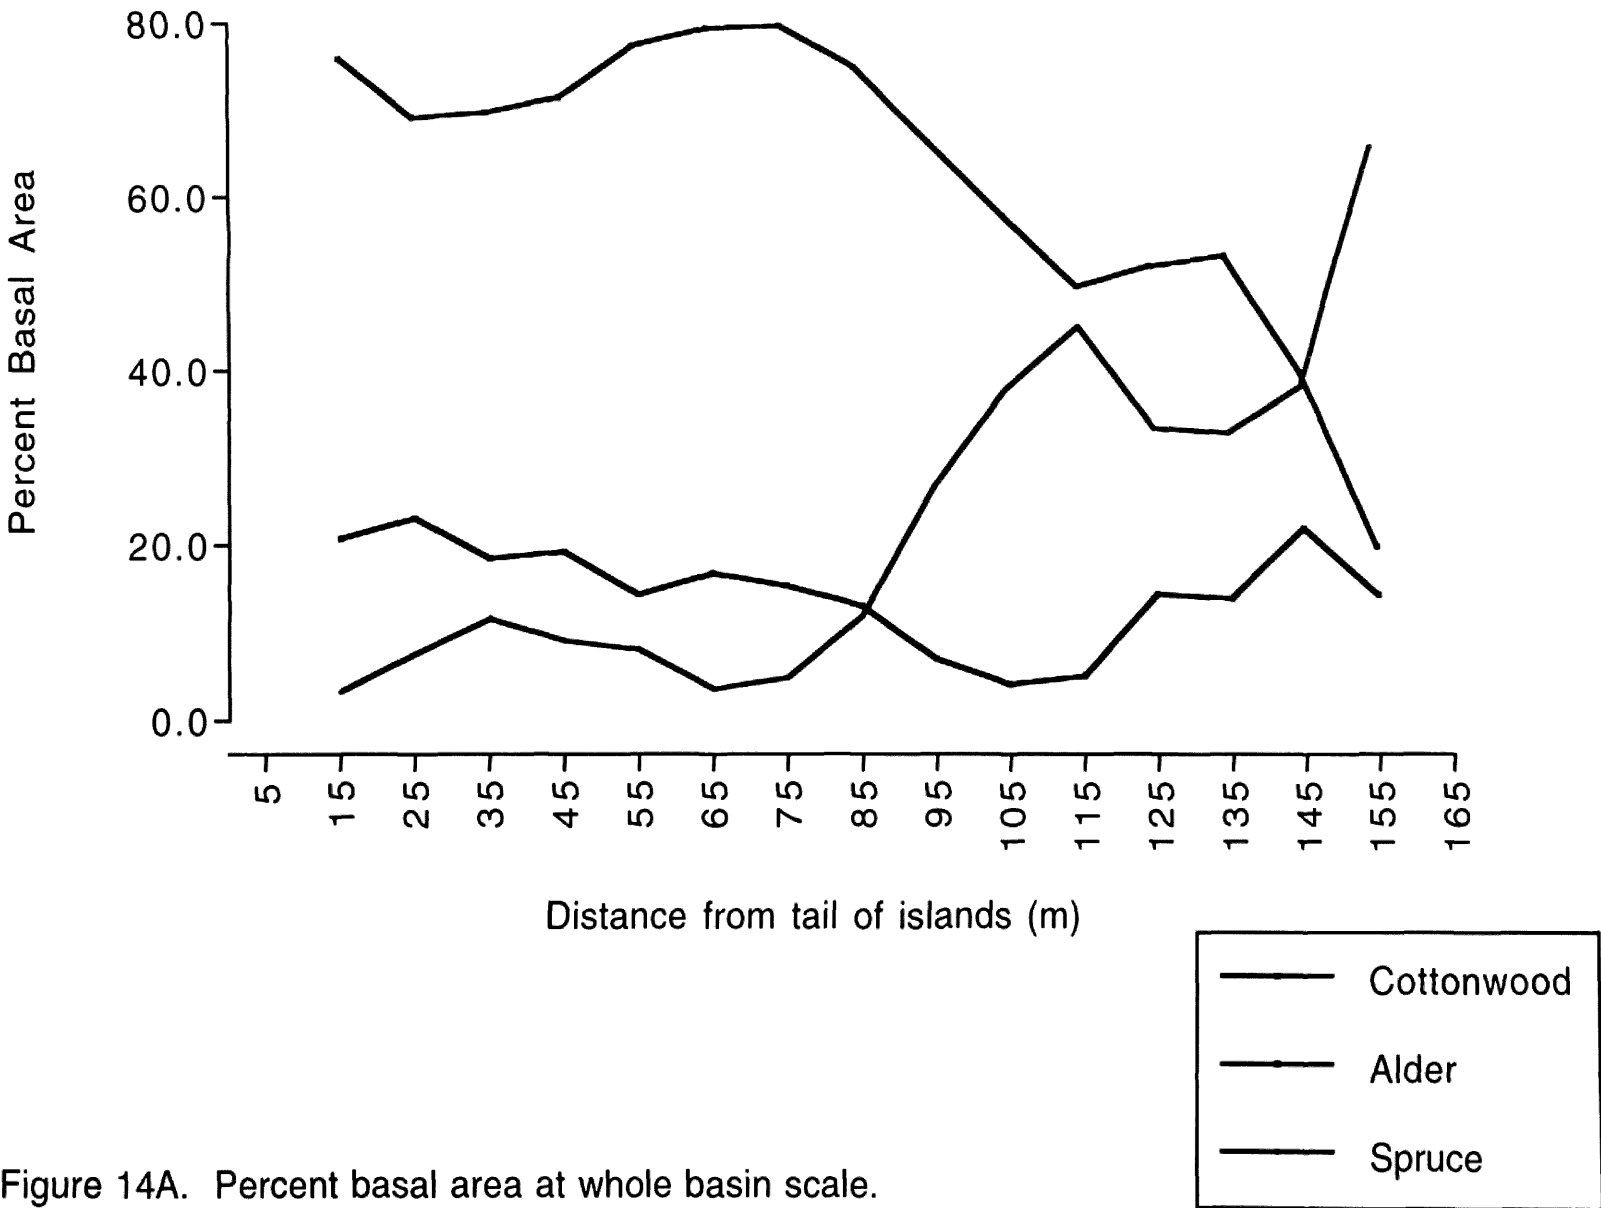 80.0
60.0
40.0
20.0
0.0
Percent Basal Area
5 15 25 35 45 55 65 75 85 95 105 115 125 135 145 155 165
Distance from tail of islands (m)
Cottonwood
Alder
Spruce
Figure 14A. Percent basal area at whole basin scale.